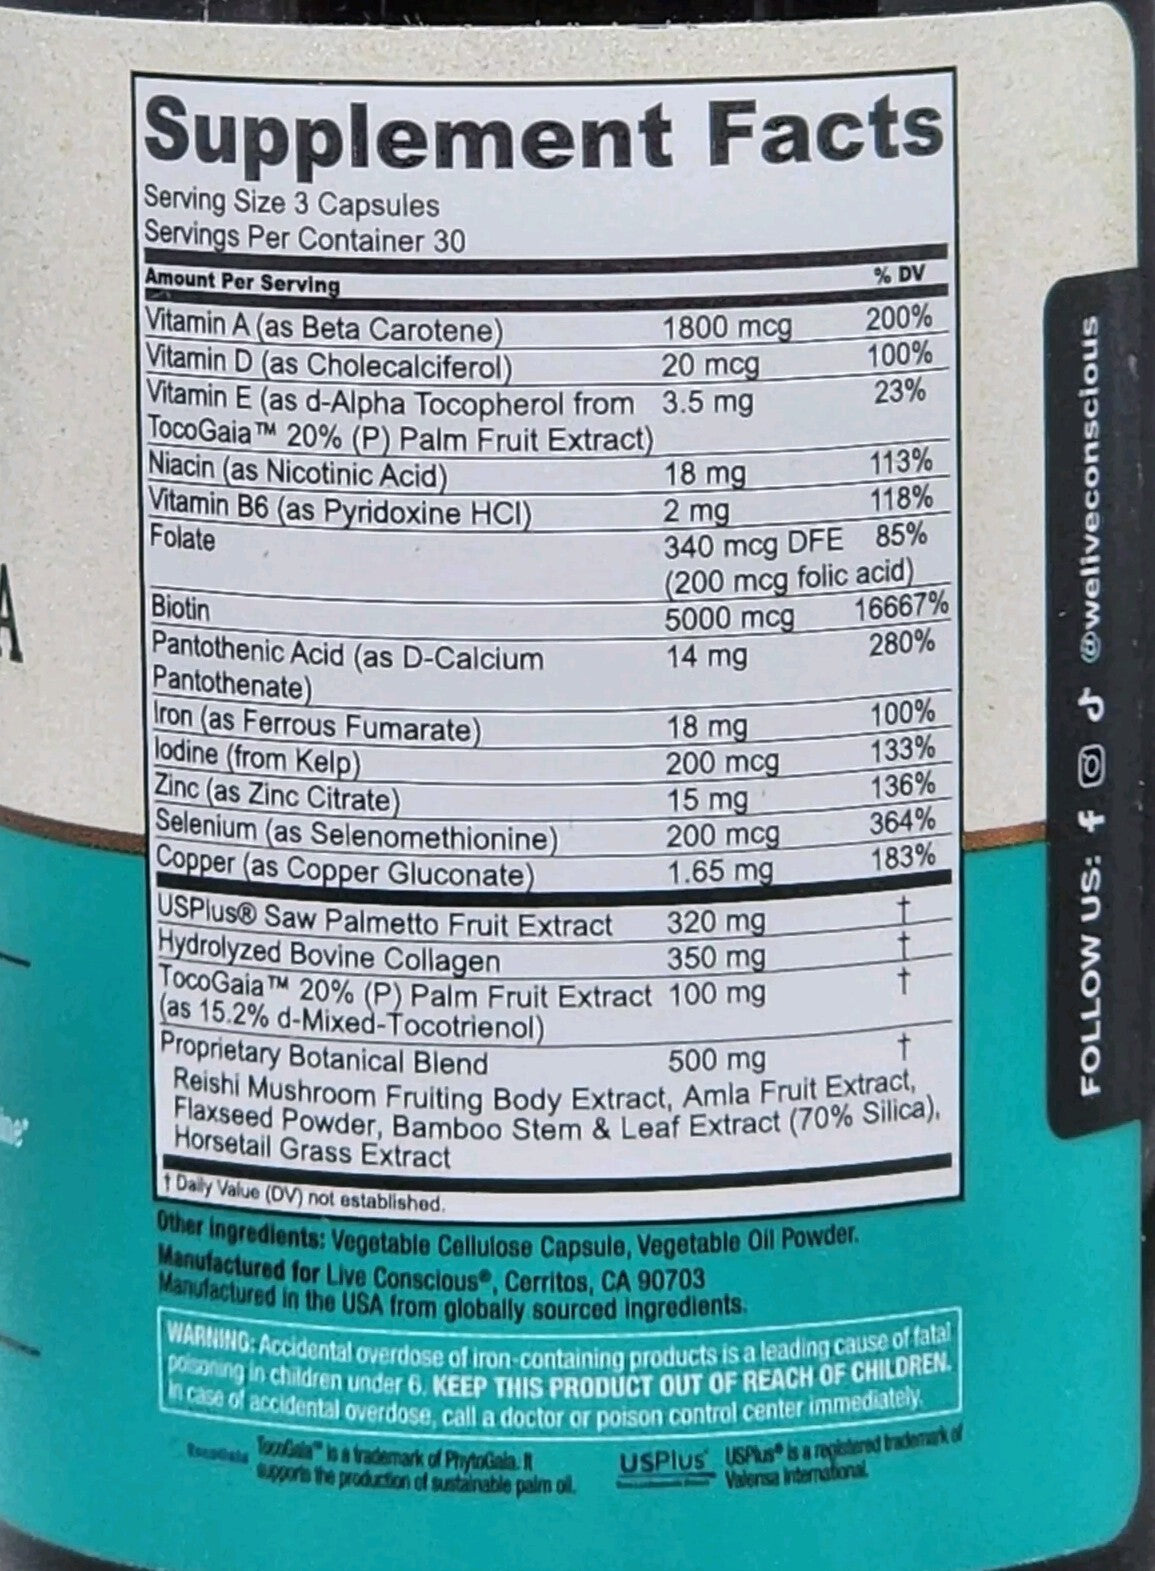 Supplement Facts
Serving Size 3 Capsules
Servings Per Container 30
Amount Per Serving % DV
Vitamin A (as Beta Carotene) 1800 mcg 200%
Vitamin D (as Cholecalciferol) 20 mcg 100%
Vitamin E (as d-Alpha Tocopherol from 3.5 mg 23%
TocoGaia™ 20% (P) Palm Fruit Extract)
Niacin (as Nicotinic Acid) 18 mg 113%
Vitamin B6 (as Pyridoxine HCl) 2 mg 118%
Folate 340 mcg DFE 85%
(200 mcg folic acid)
Biotin 5000 mcg 16667%
Pantothenic Acid (as D-Calcium 14 mg 280%
Pantothenate)
Iron (as Ferrous Fumarate) 18 mg 100%
Iodine (from Kelp) 200 mcg 133%
Zinc (as Zinc Citrate) 15 mg 136%
Selenium (as Selenomethionine) 200 mcg 364%
Copper (as Copper Gluconate) 1.65 mg 183%
USPlus® Saw Palmetto Fruit Extract 320 mg †
Hydrolyzed Bovine Collagen 350 mg †
TocoGaia™ 20% (P) Palm Fruit Extract 100 mg †
(as 15.2% d-Mixed-Tocotrienol)
Proprietary Botanical Blend 500 mg †
Reishi Mushroom Fruiting Body Extract, Amla Fruit Extract,
Flaxseed Powder, Bamboo Stem & Leaf Extract (70% Silica),
Horsetail Grass Extract
† Daily Value (DV) not established.
Other ingredients: Vegetable Cellulose Capsule, Vegetable Oil Powder.
Manufactured for Live Conscious®, Cerritos, CA 90703
Manufactured in the USA from globally sourced ingredients.
WARNING: Accidental overdose of iron-containing products is a leading cause of fatal
poisoning in children under 6. KEEP THIS PRODUCT OUT OF REACH OF CHILDREN.
In case of accidental overdose, call a doctor or poison control center immediately.
TocoGaia™ is a trademark of PhytoGaia. It
supports the production of sustainable palm oil.
USPlus®
USPlus® is a registered trademark of
Valensa International.
FOLLOW US: @weliveconscious
A